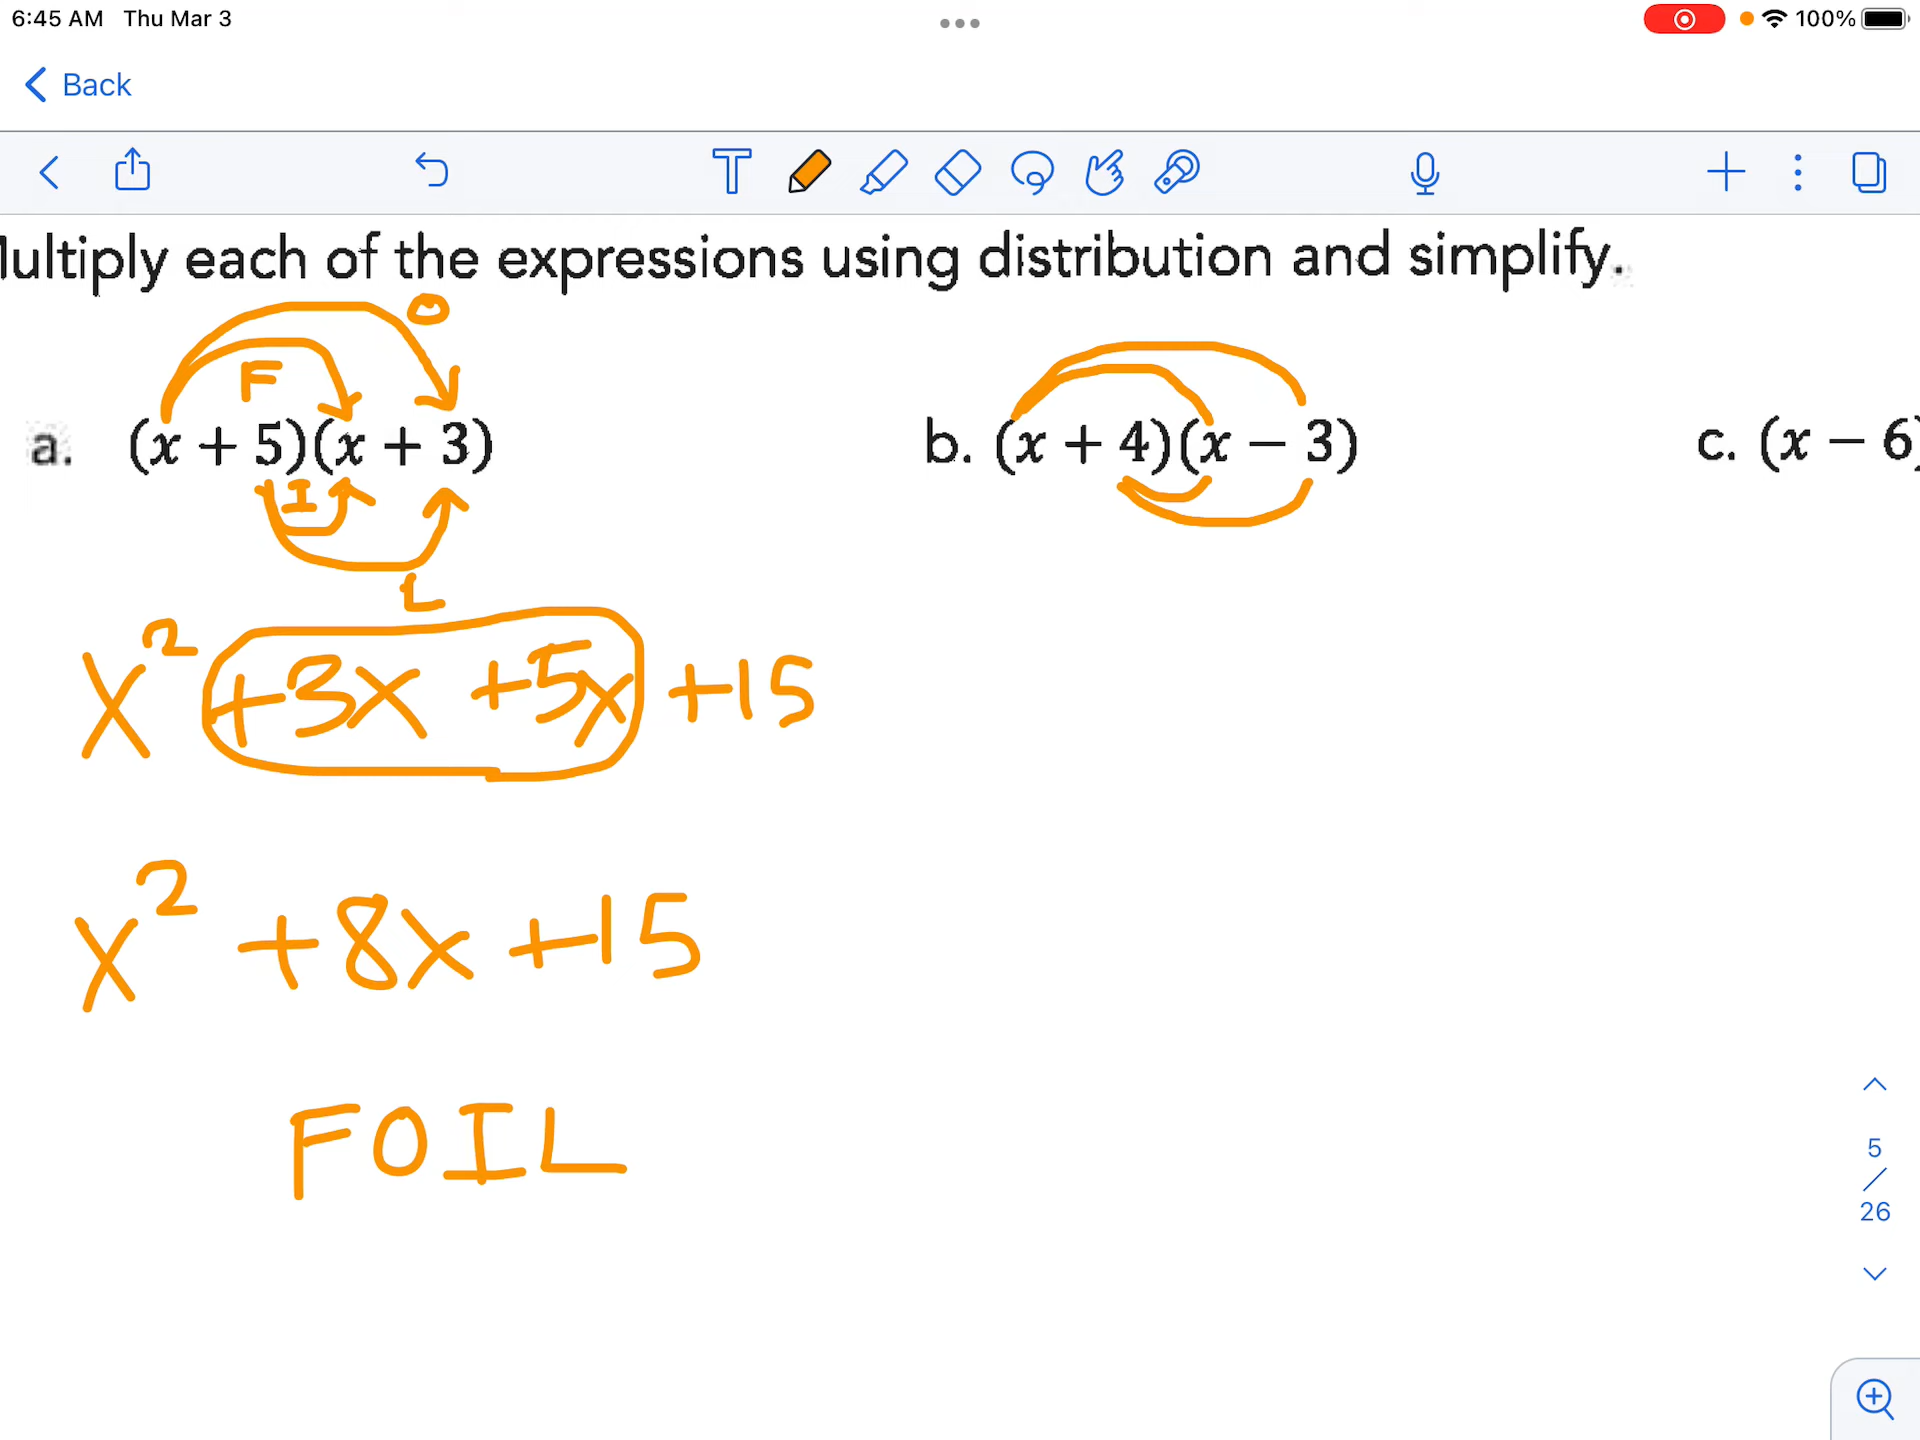 6:45 AM Thu Mar 3
100%
Back
ultiply each of the expressions using distribution and simplify.
O
F
a. (x + 5)(x + 3)
b. (x + 4)(x − 3)
c. (x − 6)
I
L
x² +3x +5x +15
x² +8x +15
FOIL
5
/
26